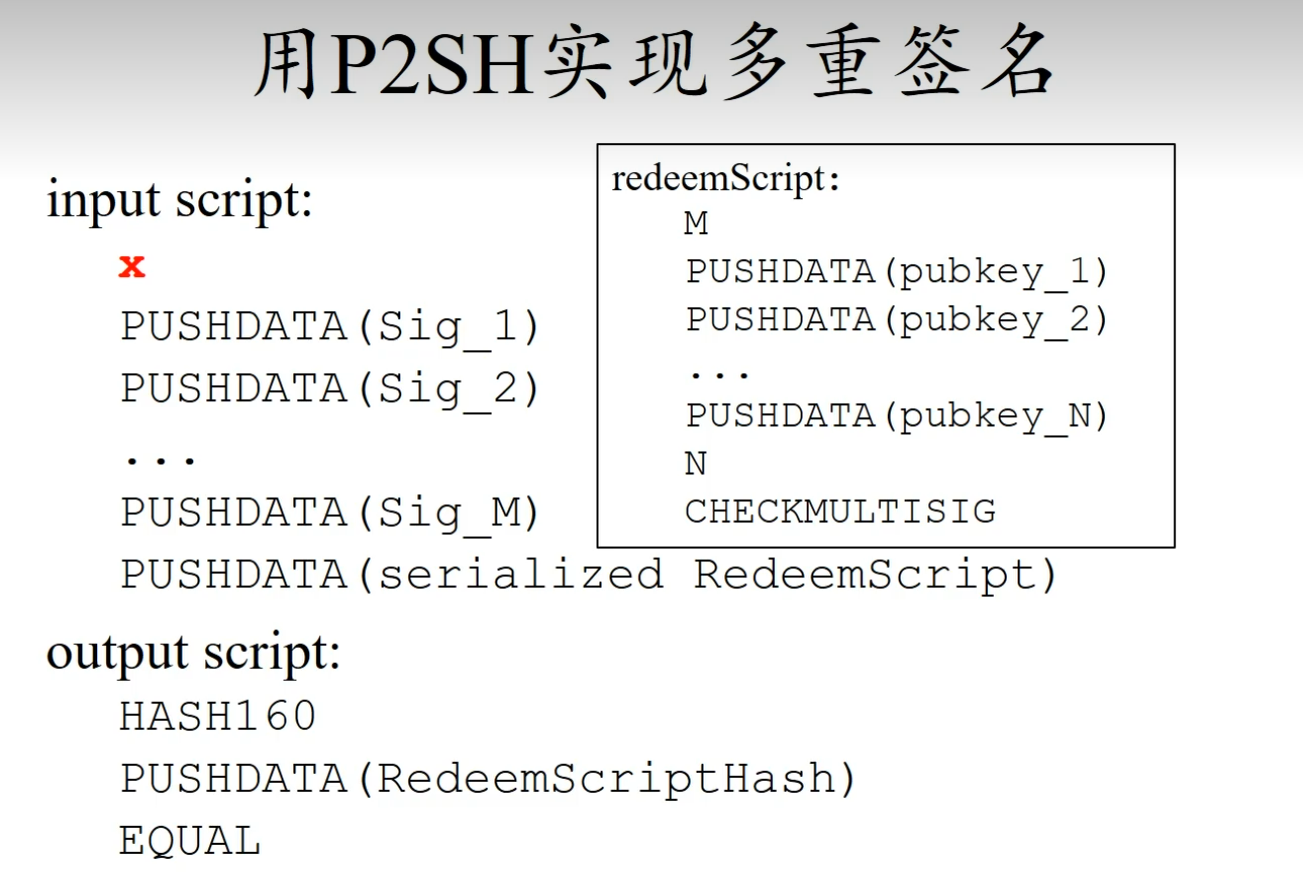 用P2SH实现多重签名
input script:
x
PUSHDATA(Sig_1)
PUSHDATA(Sig_2)
...
PUSHDATA(Sig_M)
PUSHDATA(serialized RedeemScript)
redeemScript:
M
PUSHDATA(pubkey_1)
PUSHDATA(pubkey_2)
...
PUSHDATA(pubkey_N)
N
CHECKMULTISIG
output script:
HASH160
PUSHDATA(RedeemScriptHash)
EQUAL